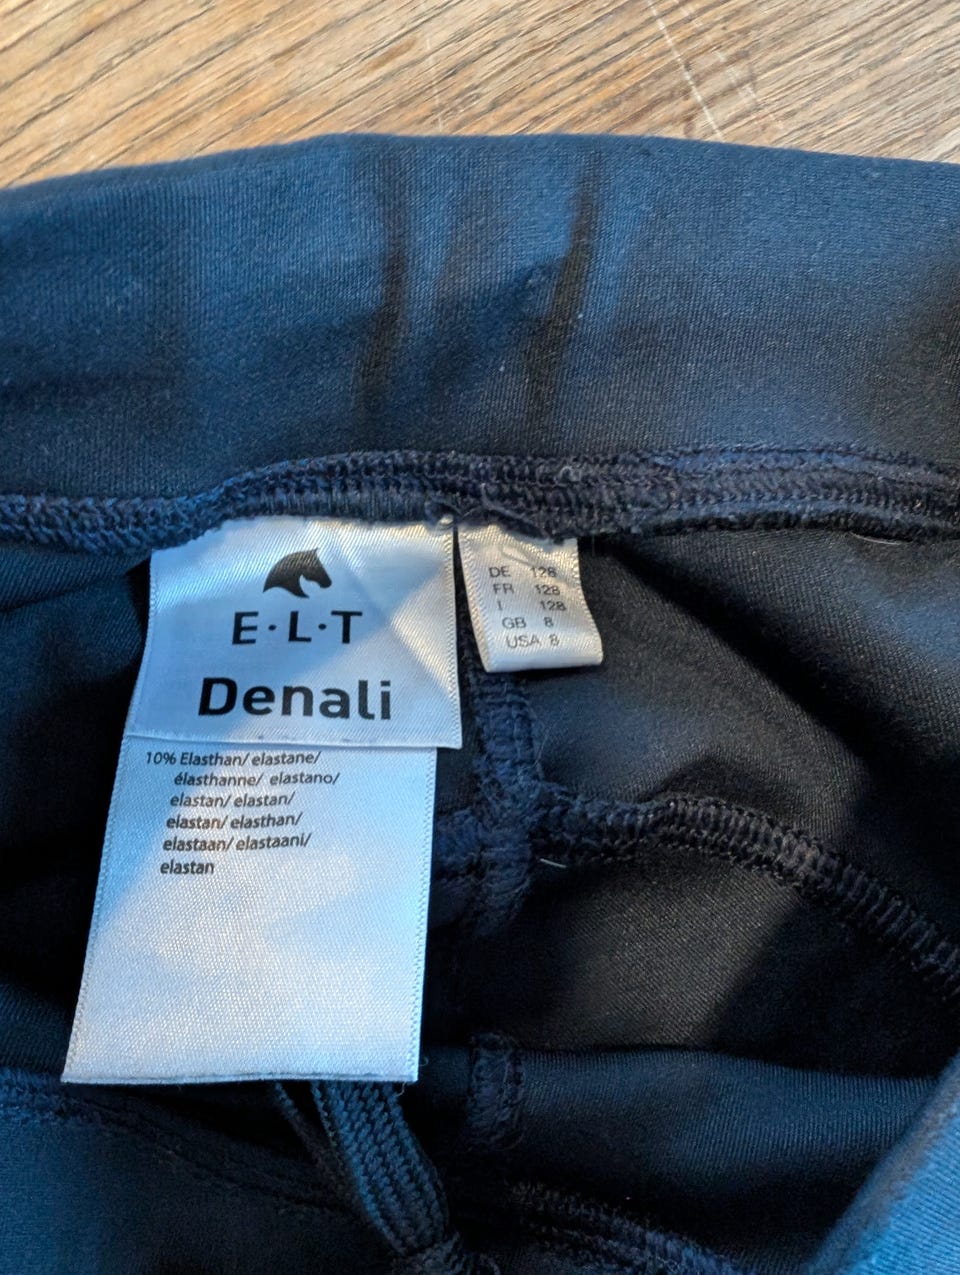 E·L·T
Denali
10% Elasthan/ elastane/
élasthanne/ elastano/
elastan/ elastan/
elastan/ elasthan/
elastaan/ elastaani/
elastan
DE 128
FR 128
I 128
GB 8
USA 8